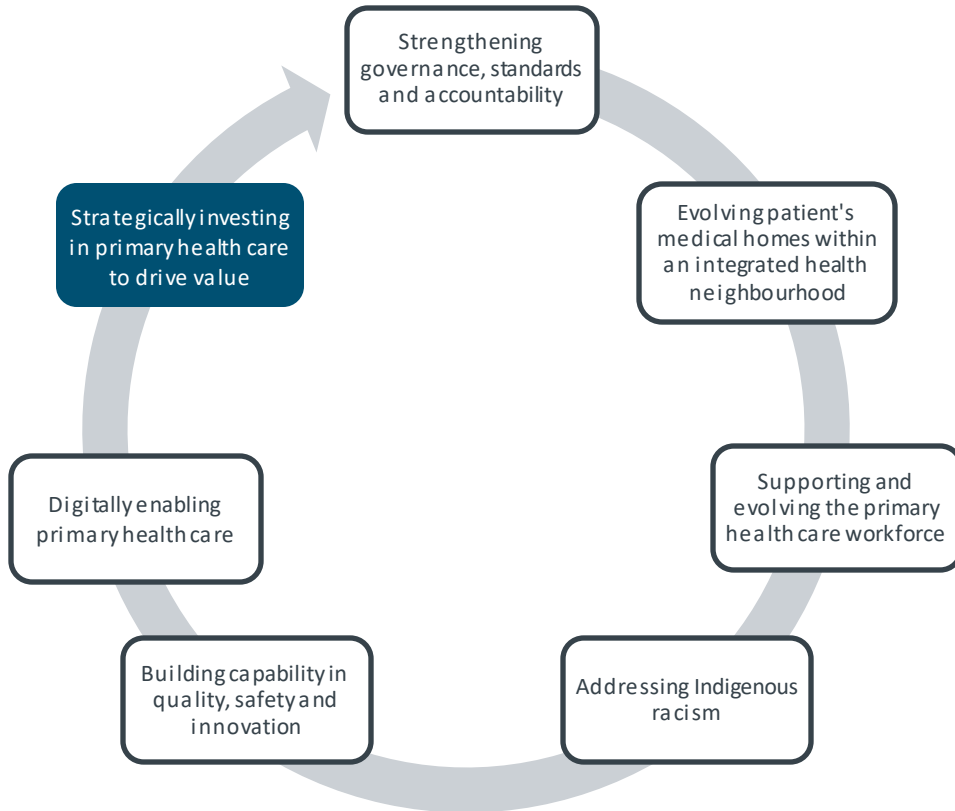 Strengthening
governance, standards
and accountability
Evolving patient's
medical homes within
an integrated health
neighbourhood
Supporting and
evolving the primary
health care workforce
Addressing Indigenous
racism
Building capability in
quality, safety and
innovation
Digitally enabling
primary health care
Strategically investing
in primary health care
to drive value